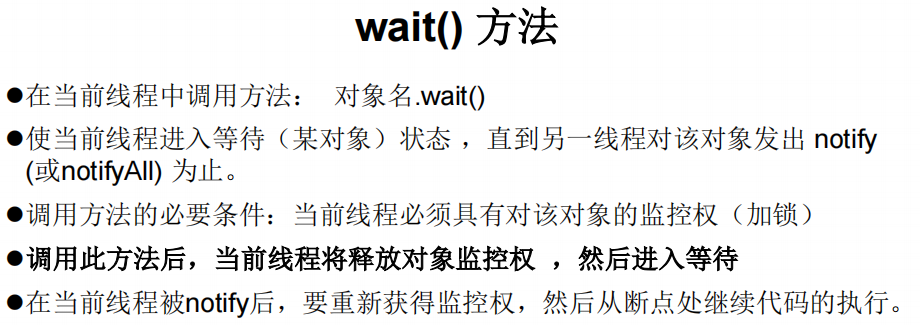 wait() 方法
●在当前线程中调用方法： 对象名.wait()
●使当前线程进入等待（某对象）状态 ，直到另一线程对该对象发出 notify
(或notifyAll) 为止。
●调用方法的必要条件：当前线程必须具有对该对象的监控权（加锁）
●调用此方法后，当前线程将释放对象监控权 ，然后进入等待
●在当前线程被notify后，要重新获得监控权，然后从断点处继续代码的执行。